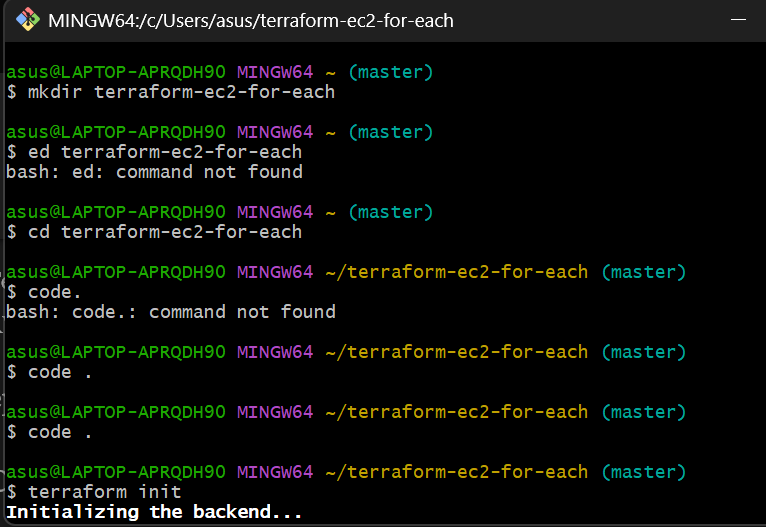 MINGW64:/c/Users/asus/terraform-ec2-for-each
asus@LAPTOP-APRQDH90 MINGW64 ~ (master)
$ mkdir terraform-ec2-for-each
asus@LAPTOP-APRQDH90 MINGW64 ~ (master)
$ ed terraform-ec2-for-each
bash: ed: command not found
asus@LAPTOP-APRQDH90 MINGW64 ~ (master)
$ cd terraform-ec2-for-each
asus@LAPTOP-APRQDH90 MINGW64 ~/terraform-ec2-for-each (master)
$ code.
bash: code.: command not found
asus@LAPTOP-APRQDH90 MINGW64 ~/terraform-ec2-for-each (master)
$ code .
asus@LAPTOP-APRQDH90 MINGW64 ~/terraform-ec2-for-each (master)
$ code .
asus@LAPTOP-APRQDH90 MINGW64 ~/terraform-ec2-for-each (master)
$ terraform init
Initializing the backend...